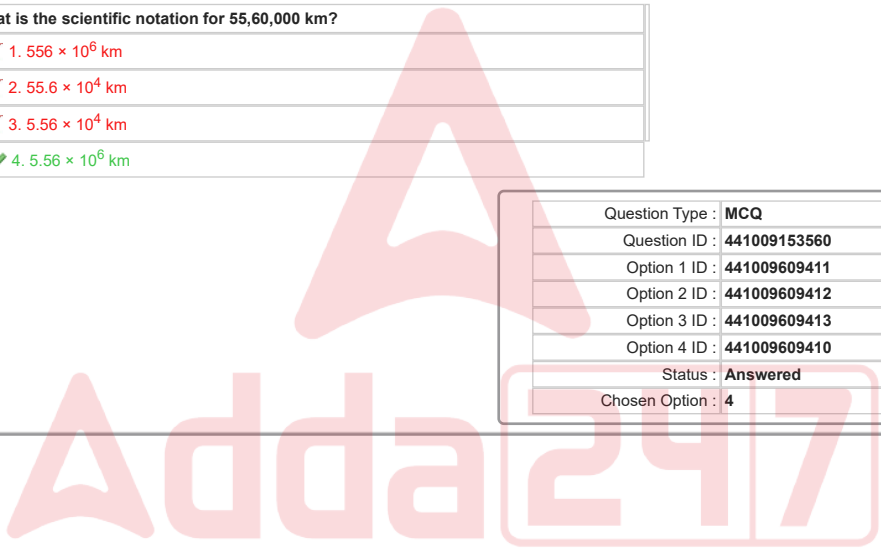 at is the scientific notation for 55,60,000 km?
1. 556 × 10⁶ km
2. 55.6 × 10⁴ km
3. 5.56 × 10⁴ km
4. 5.56 × 10⁶ km
Question Type : MCQ
Question ID : 441009153560
Option 1 ID : 441009609411
Option 2 ID : 441009609412
Option 3 ID : 441009609413
Option 4 ID : 441009609410
Status : Answered
Chosen Option : 4
Adda247